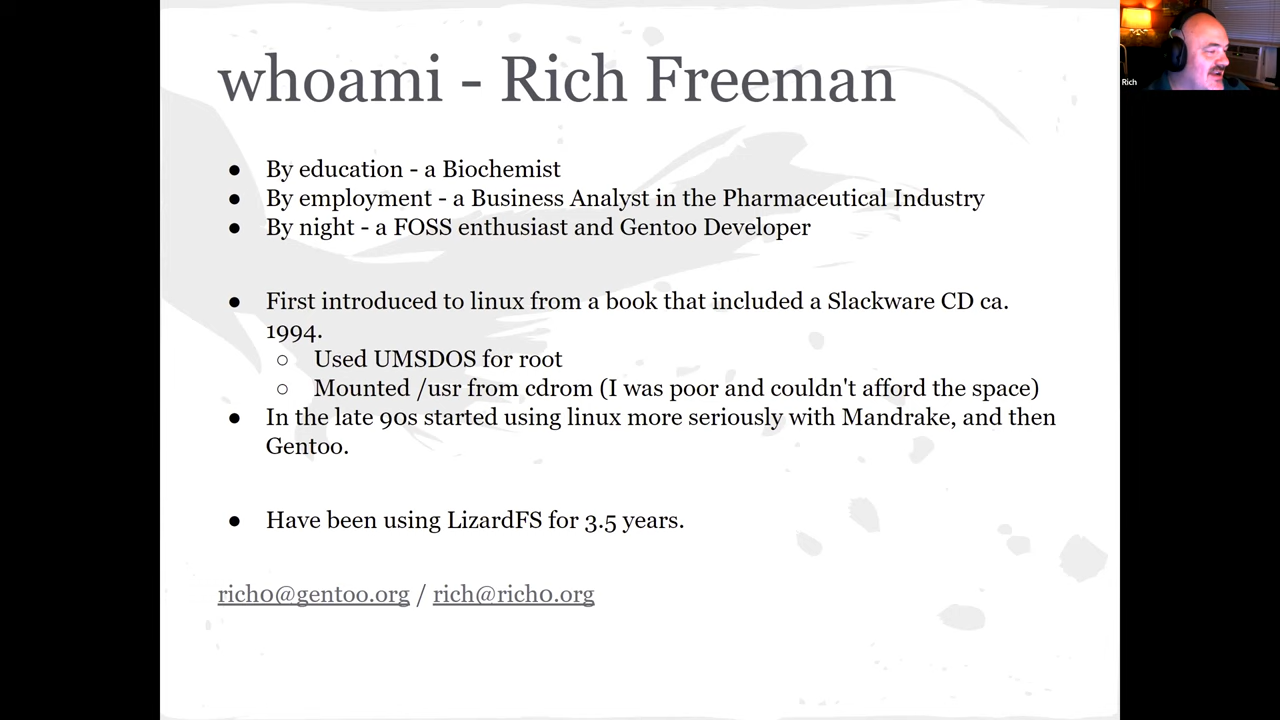 whoami - Rich Freeman
Rich
● By education - a Biochemist
● By employment - a Business Analyst in the Pharmaceutical Industry
● By night - a FOSS enthusiast and Gentoo Developer
● First introduced to linux from a book that included a Slackware CD ca.
1994.
○ Used UMSDOS for root
○ Mounted /usr from cdrom (I was poor and couldn't afford the space)
● In the late 90s started using linux more seriously with Mandrake, and then
Gentoo.
● Have been using LizardFS for 3.5 years.
rich0@gentoo.org / rich@rich0.org